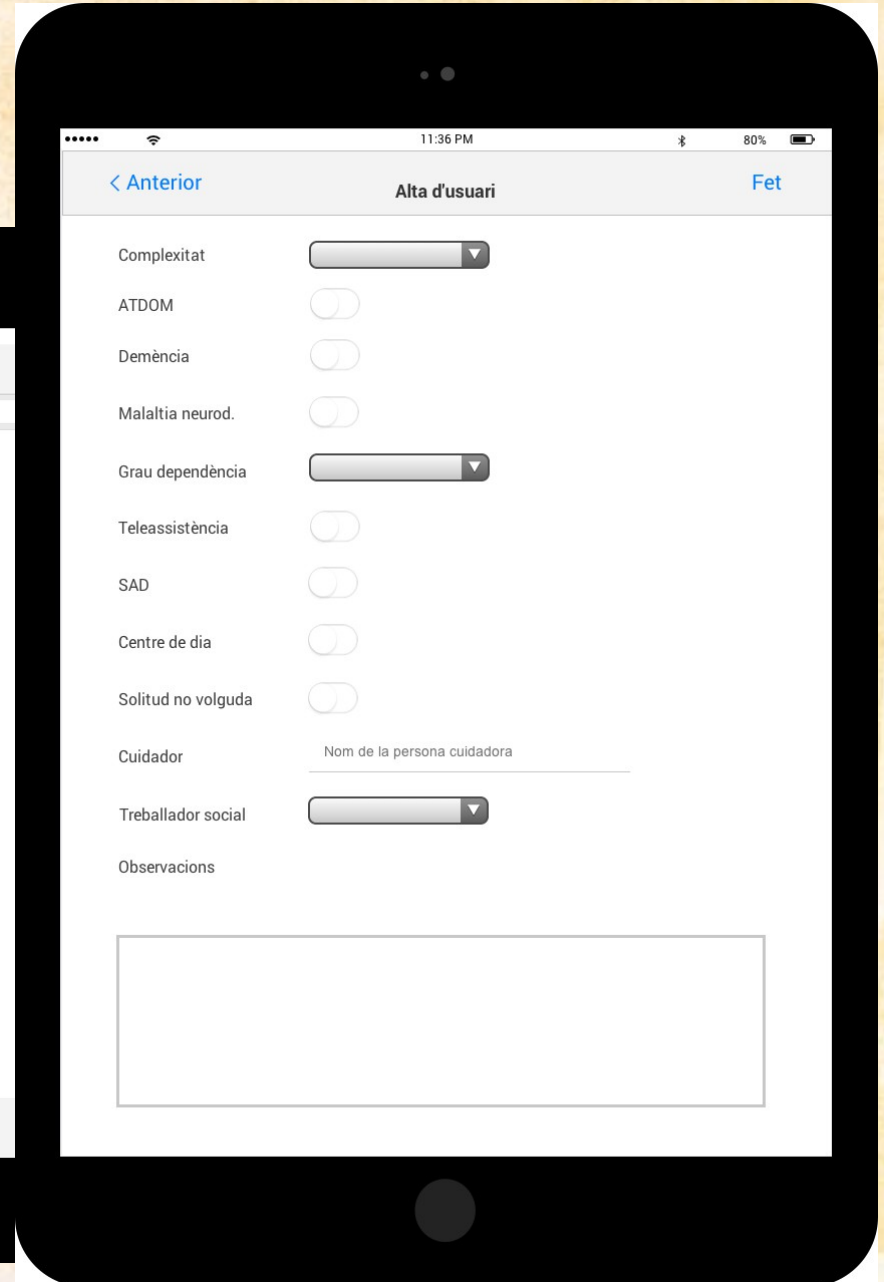 11:36 PM 80%
< Anterior Alta d'usuari Fet
Complexitat
ATDOM
Demència
Malaltia neurod.
Grau dependència
Teleassistència
SAD
Centre de dia
Solitud no volguda
Cuidador Nom de la persona cuidadora
Treballador social
Observacions